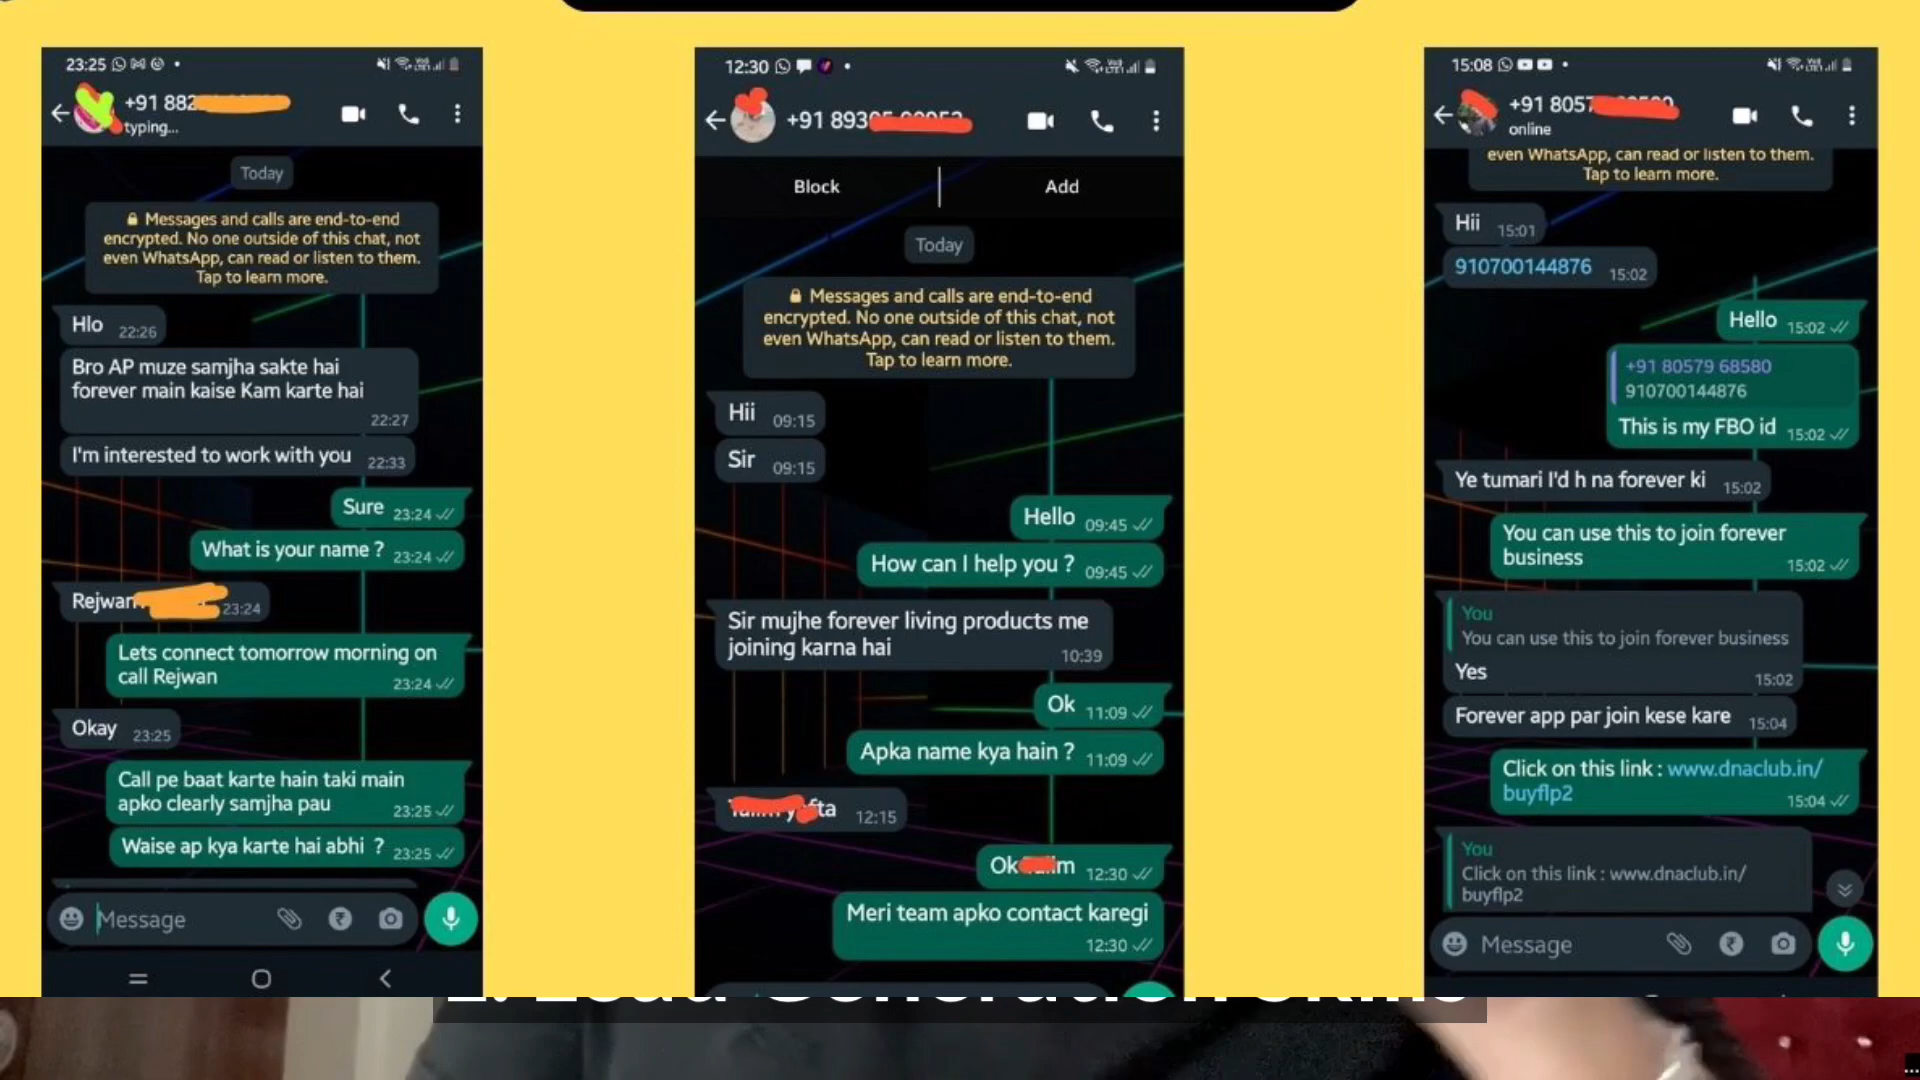 23:25
+91 882
typing...
Today
Messages and calls are end-to-end
encrypted. No one outside of this chat, not
even WhatsApp, can read or listen to them.
Tap to learn more.
Hlo 22:26
Bro AP muze samjha sakte hai
forever main kaise Kam karte hai
22:27
I'm interested to work with you 22:33
Sure 23:24
What is your name ? 23:24
Rejwan 23:24
Lets connect tomorrow morning on
call Rejwan 23:24
Okay 23:25
Call pe baat karte hain taki main
apko clearly samjha pau 23:25
Waise ap kya karte hai abhi ? 23:25
Message
12:30
+91 893
Block Add
Today
Messages and calls are end-to-end
encrypted. No one outside of this chat, not
even WhatsApp, can read or listen to them.
Tap to learn more.
Hii 09:15
Sir 09:15
Hello 09:45
How can I help you ? 09:45
Sir mujhe forever living products me
joining karna hai 10:39
Ok 11:09
Apka name kya hain ? 11:09
12:15
Ok 12:30
Meri team apko contact karegi
12:30
15:08
+91 8057
online
even WhatsApp, can read or listen to them.
Tap to learn more.
Hii 15:01
910700144876 15:02
Hello 15:02
+91 80579 68580
910700144876
This is my FBO id 15:02
Ye tumari I'd h na forever ki 15:02
You can use this to join forever
business 15:02
You
You can use this to join forever business
Yes 15:02
Forever app par join kese kare 15:04
Click on this link : www.dnaclub.in/
buyflp2 15:04
You
Click on this link : www.dnaclub.in/
buyflp2
Message